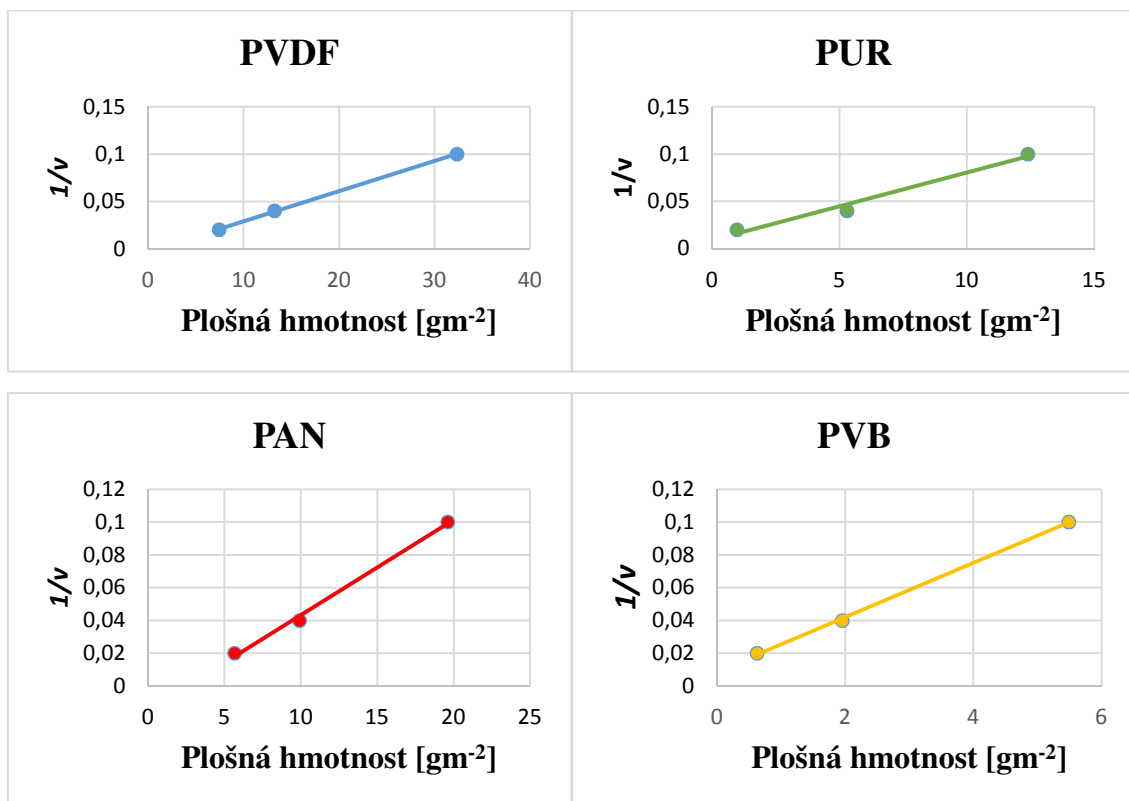 PVDF
0,15
0,1
0,05
0
1/v
0 10 20 30 40
Plošná hmotnost [gm-2]
PUR
0,15
0,1
0,05
0
1/v
0 5 10 15
Plošná hmotnost [gm-2]
PAN
0,12
0,1
0,08
0,06
0,04
0,02
0
1/v
0 5 10 15 20 25
Plošná hmotnost [gm-2]
PVB
0,12
0,1
0,08
0,06
0,04
0,02
0
1/v
0 2 4 6
Plošná hmotnost [gm-2]